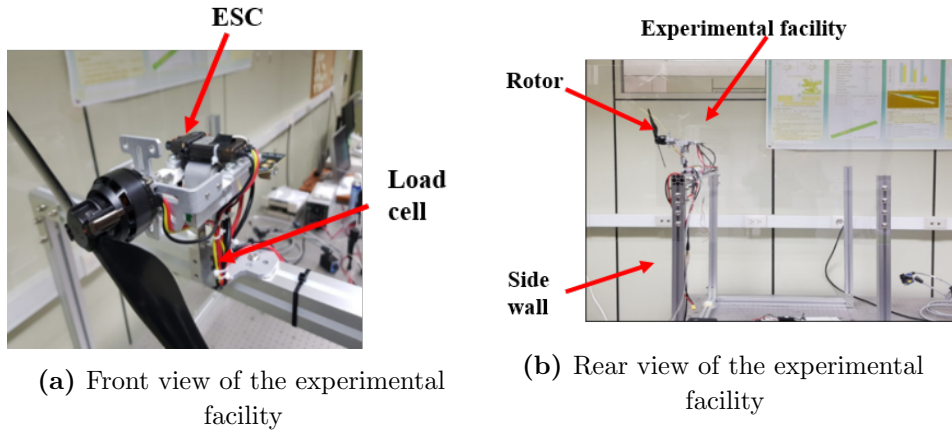 ESC
Load
cell
(a) Front view of the experimental
facility
Experimental facility
Rotor
Side
wall
(b) Rear view of the experimental
facility